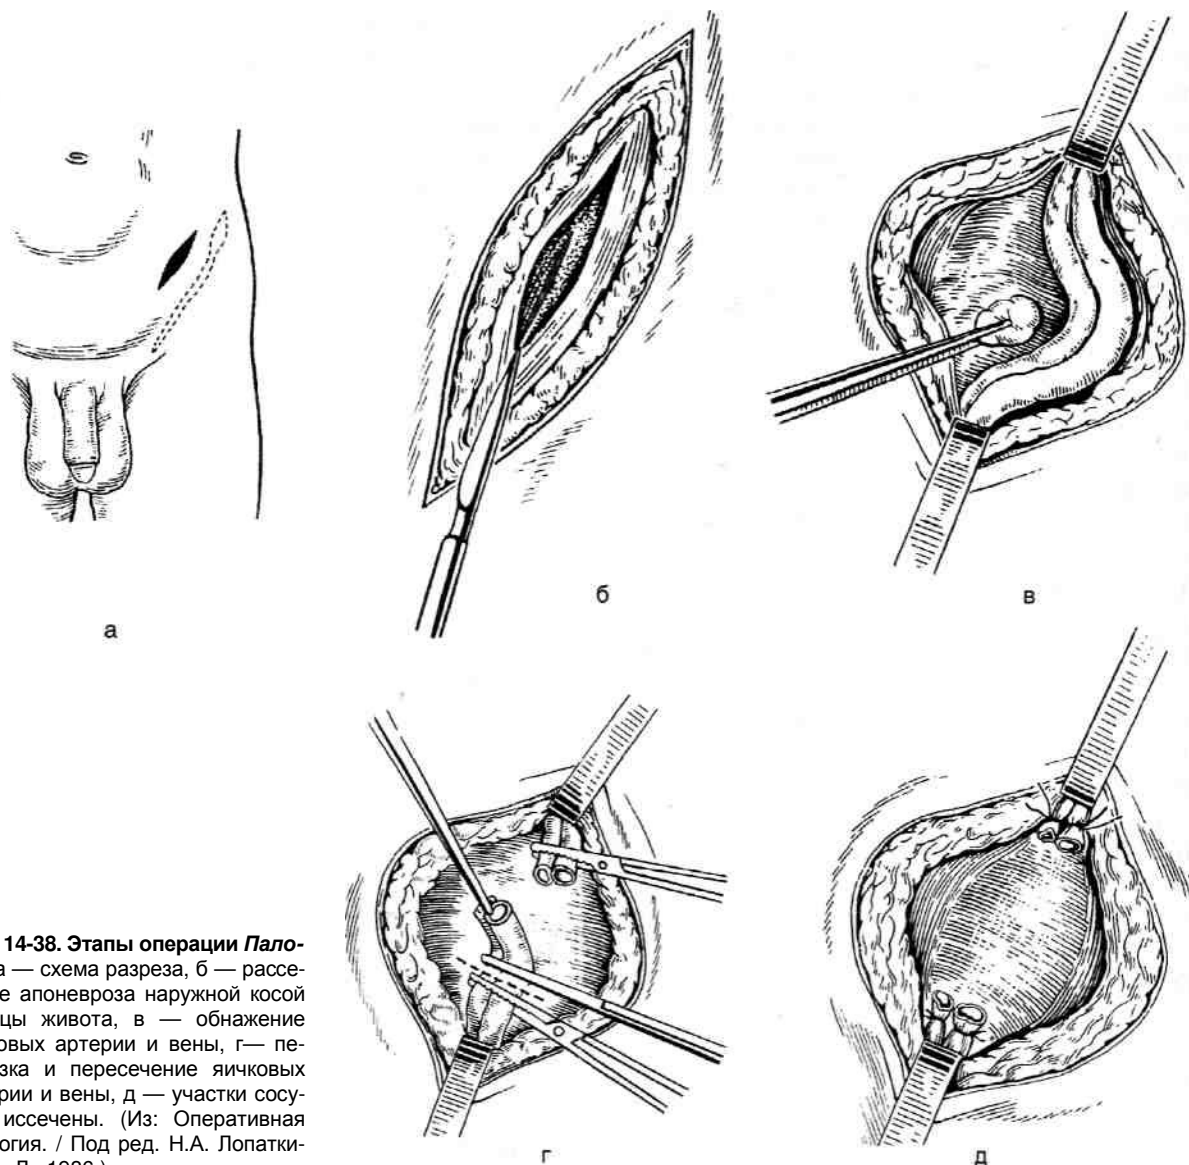 а
б
в
г
д
14-38. Этапы операции Пало-
а — схема разреза, б — рассе-
е апоневроза наружной косой
цы живота, в — обнажение
овых артерии и вены, г— пе-
зка и пересечение яичковых
рии и вены, д — участки сосу-
иссечены. (Из: Оперативная
огия. / Под ред. Н.А. Лопатки-